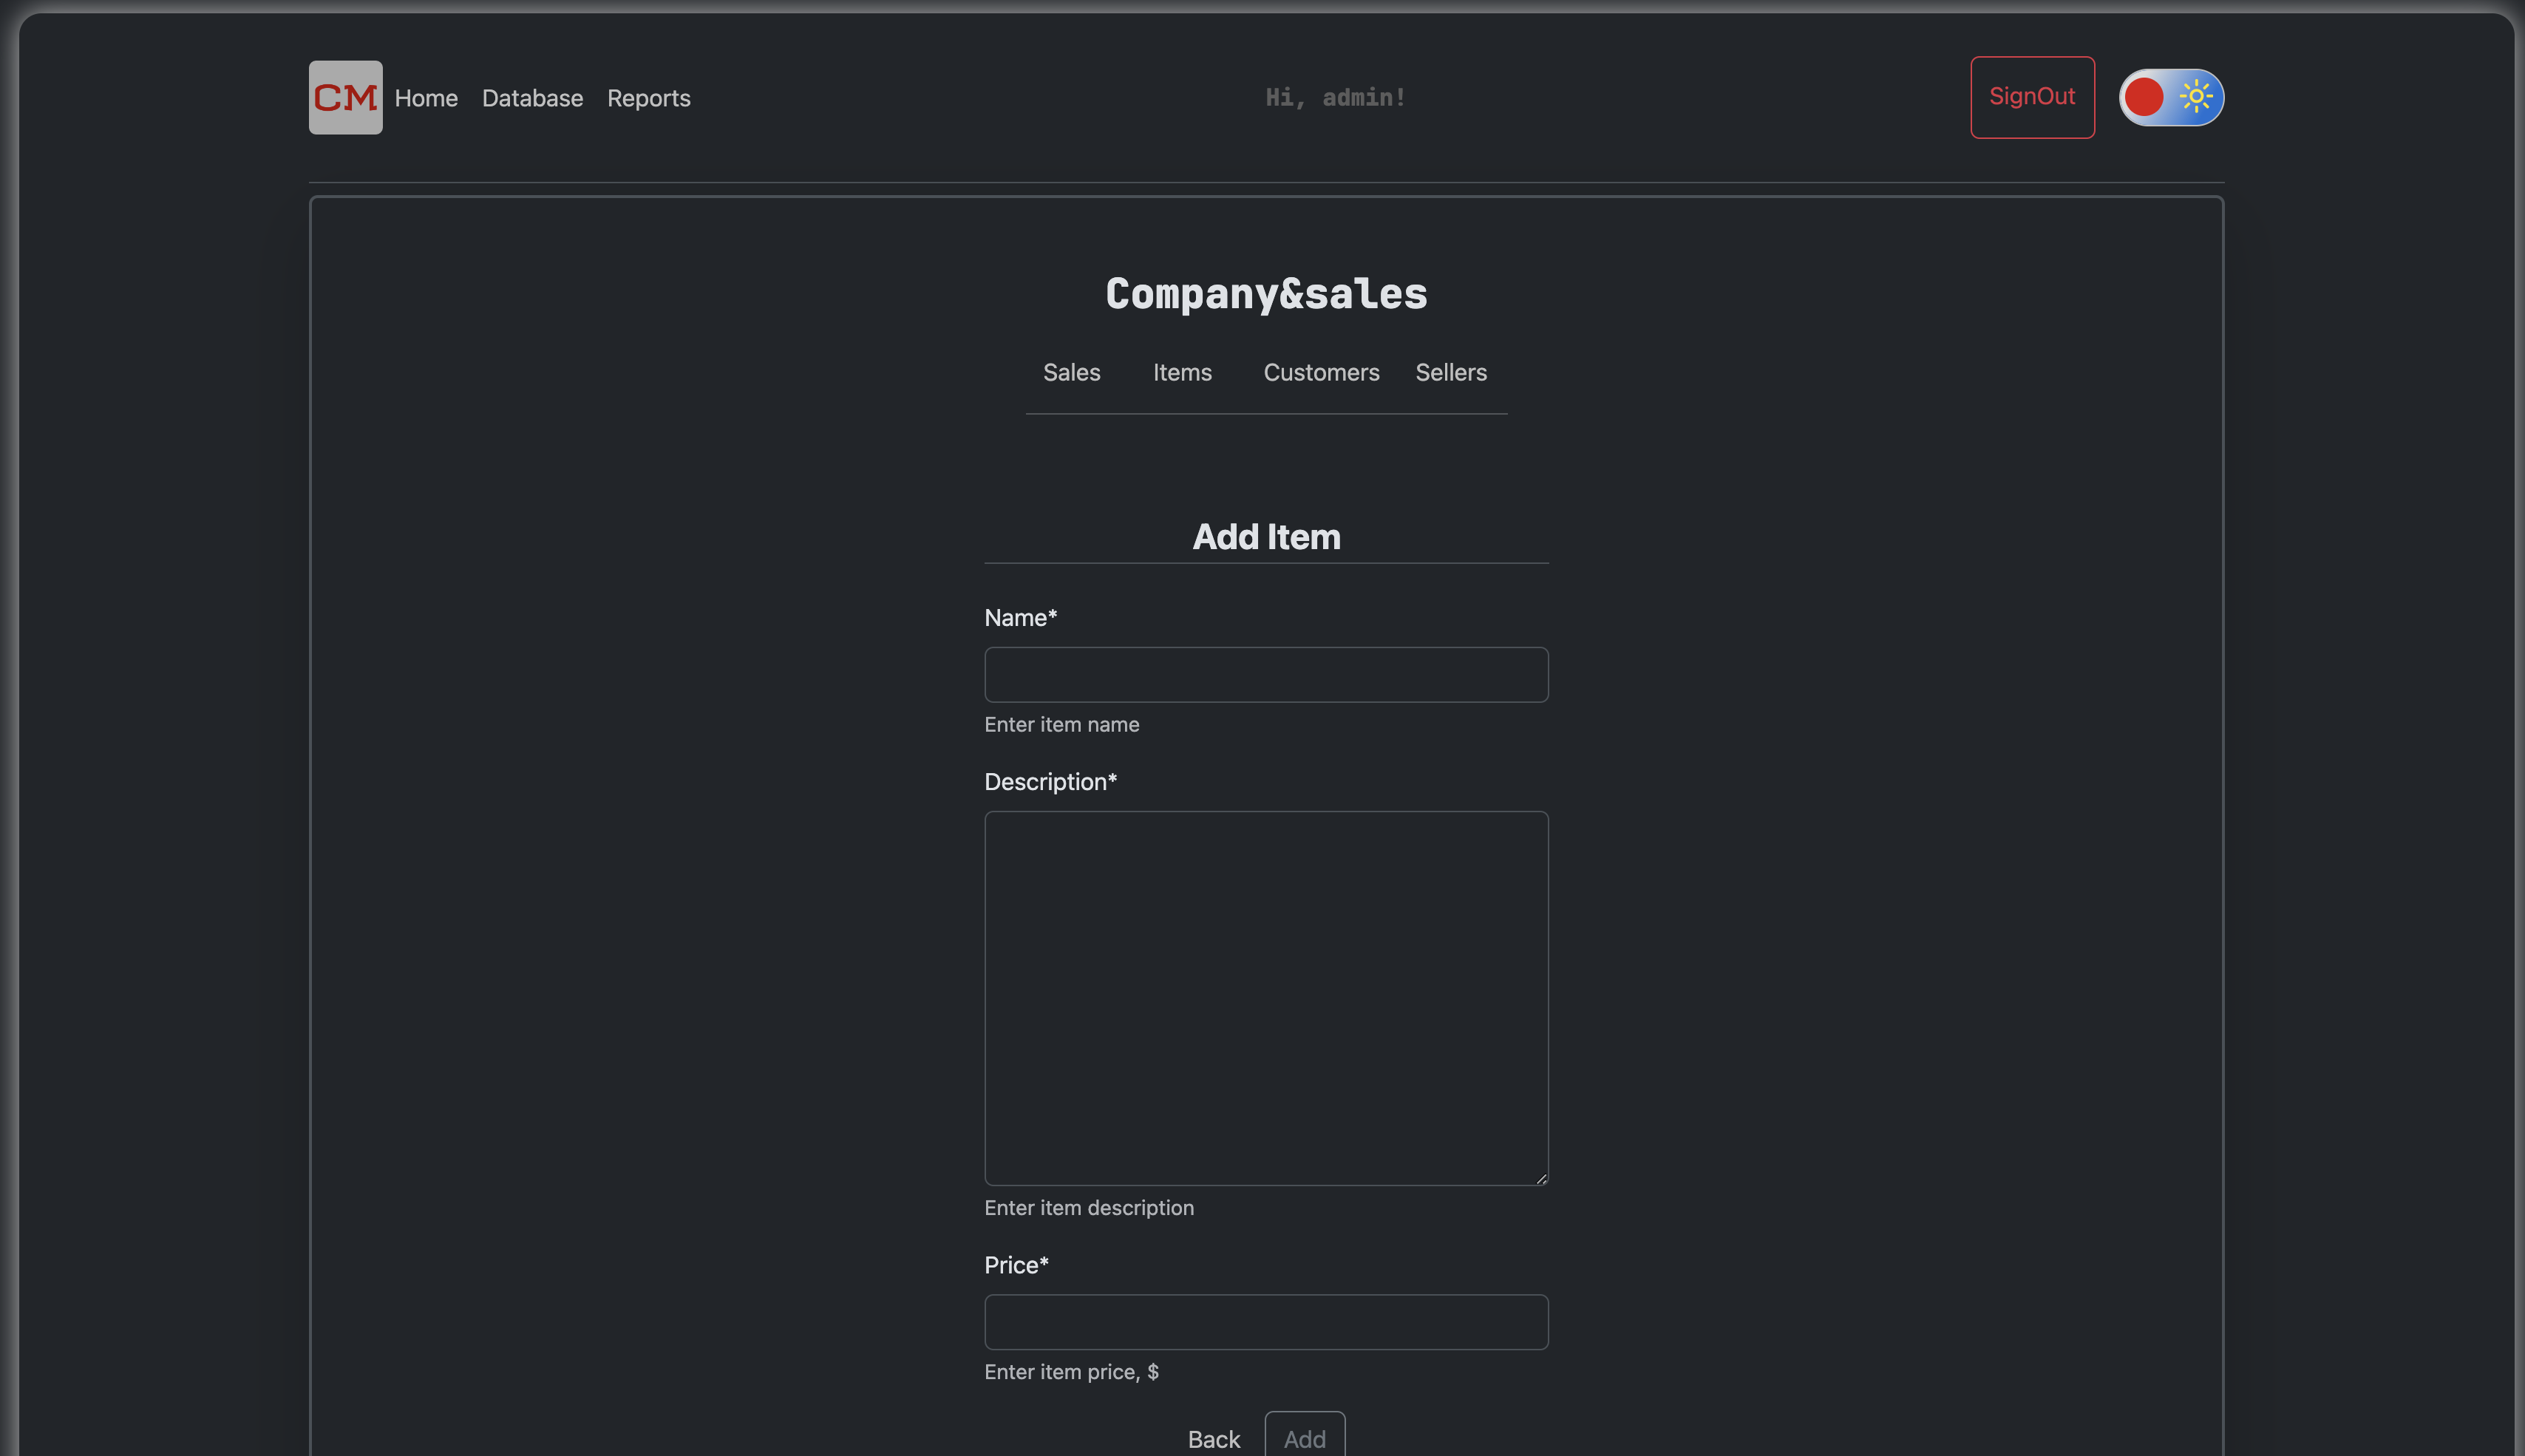 CM Home Database Reports Hi, admin! SignOut
Company&sales
Sales Items Customers Sellers
Add Item
Name*
Enter item name
Description*
Enter item description
Price*
Enter item price, $
Back Add